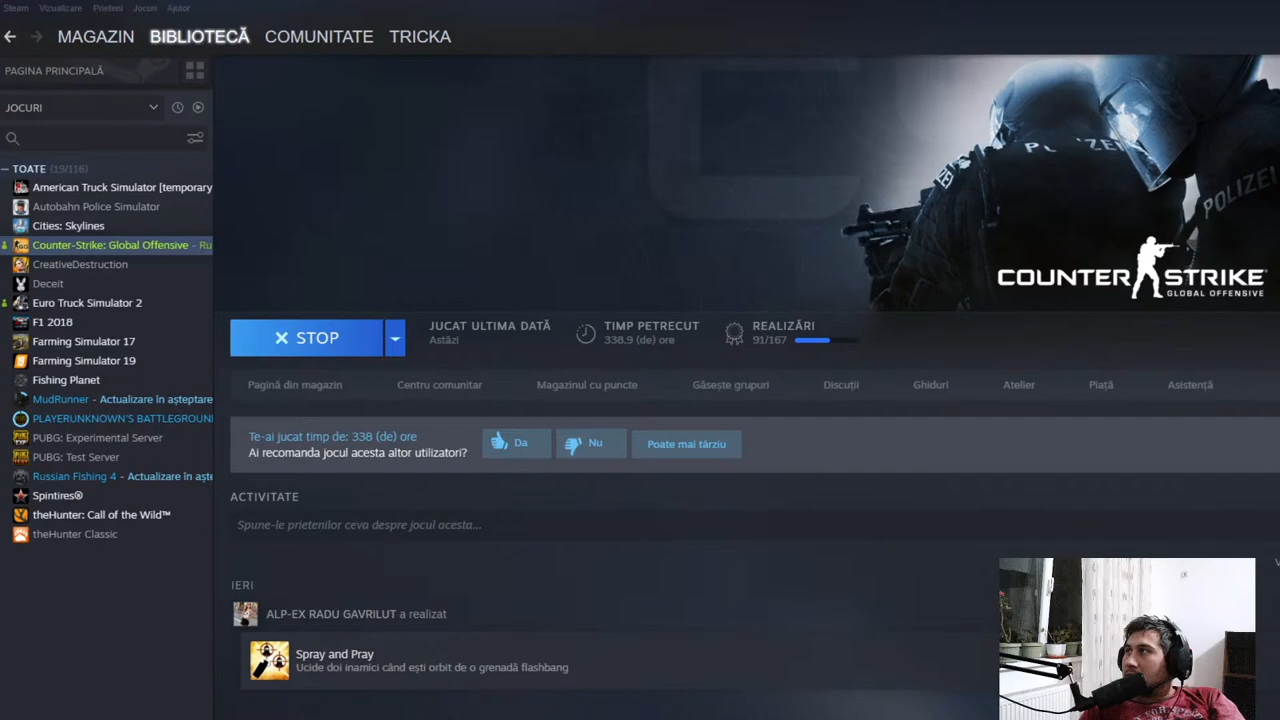 Steam Vizualizare Prieteni Jocuri Ajutor
MAGAZIN BIBLIOTECĂ COMUNITATE TRICKA
PAGINA PRINCIPALĂ
JOCURI
TOATE (19/116)
American Truck Simulator [temporary
Autobahn Police Simulator
Cities: Skylines
Counter-Strike: Global Offensive - Ru
CreativeDestruction
Deceit
Euro Truck Simulator 2
F1 2018
Farming Simulator 17
Farming Simulator 19
Fishing Planet
MudRunner - Actualizare în așteptare
PLAYERUNKNOWN'S BATTLEGROUN
PUBG: Experimental Server
PUBG: Test Server
Russian Fishing 4 - Actualizare în aște
Spintires®
theHunter: Call of the Wild™
theHunter Classic
POLIZEI
COUNTER STRIKE
GLOBAL OFFENSIVE
STOP
JUCAT ULTIMA DATĂ
Astăzi
TIMP PETRECUT
338,9 (de) ore
REALIZĂRI
91/167
Pagină din magazin Centru comunitar Magazinul cu puncte Găsește grupuri Discuții Ghiduri Atelier Piață Asistență
Te-ai jucat timp de: 338 (de) ore
Ai recomanda jocul acesta altor utilizatori?
Da Nu Poate mai târziu
ACTIVITATE
Spune-le prietenilor ceva despre jocul acesta...
IERI
ALP-EX RADU GAVRILUT a realizat
Spray and Pray
Ucide doi inamici când ești orbit de o grenadă flashbang